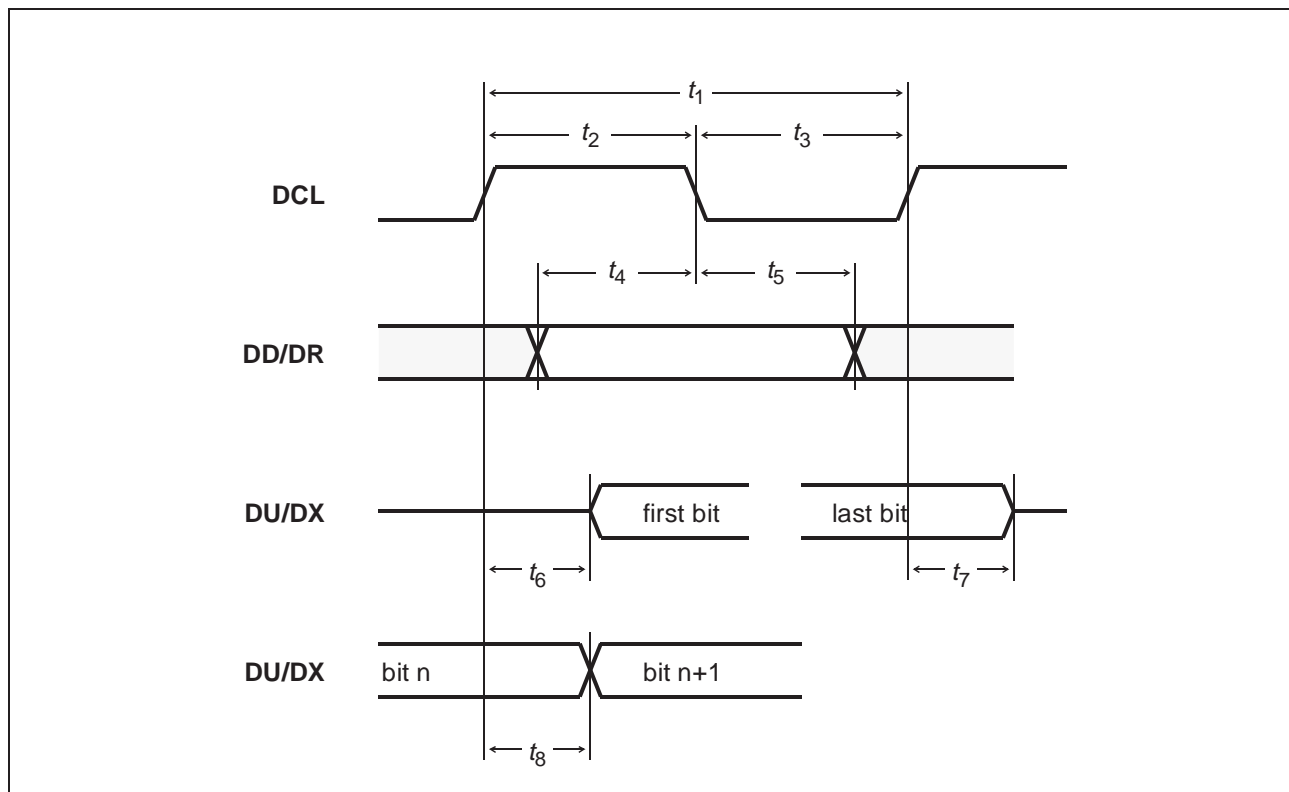 t1
t2
t3
DCL
t4
t5
DD/DR
DU/DX
first bit
last bit
t6
t7
DU/DX
bit n
bit n+1
t8